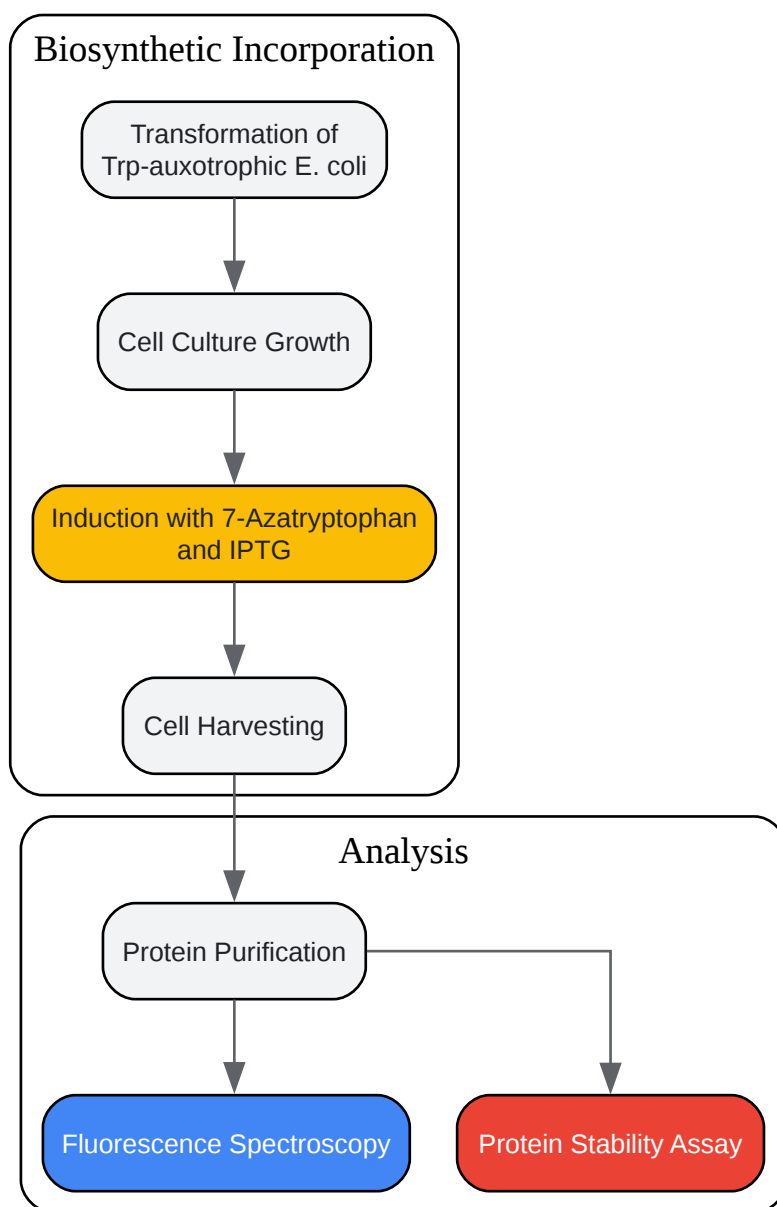 Biosynthetic Incorporation
Transformation of
Trp-auxotrophic E. coli
Cell Culture Growth
Induction with 7-Azatryptophan
and IPTG
Cell Harvesting
Analysis
Protein Purification
Fluorescence Spectroscopy
Protein Stability Assay